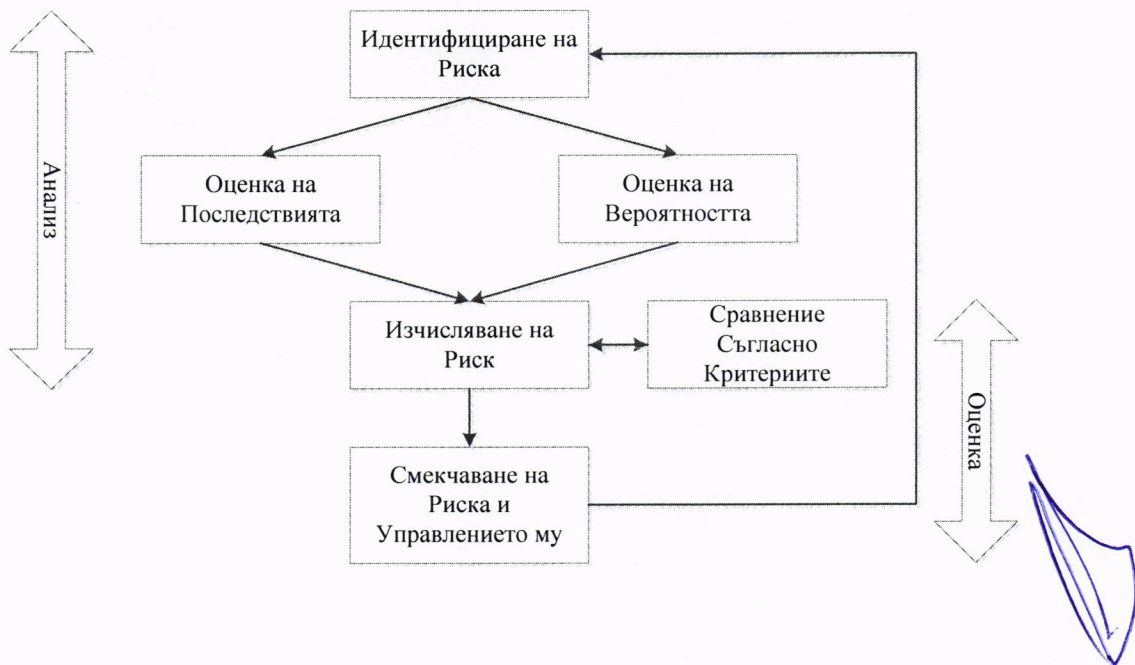 Идентифициране на
Риска
Анализ
Оценка на
Последствията
Оценка на
Вероятността
Изчисляване на
Риск
Сравнение
Съгласно
Критериите
Оценка
Смекчаване на
Риска и
Управлението му